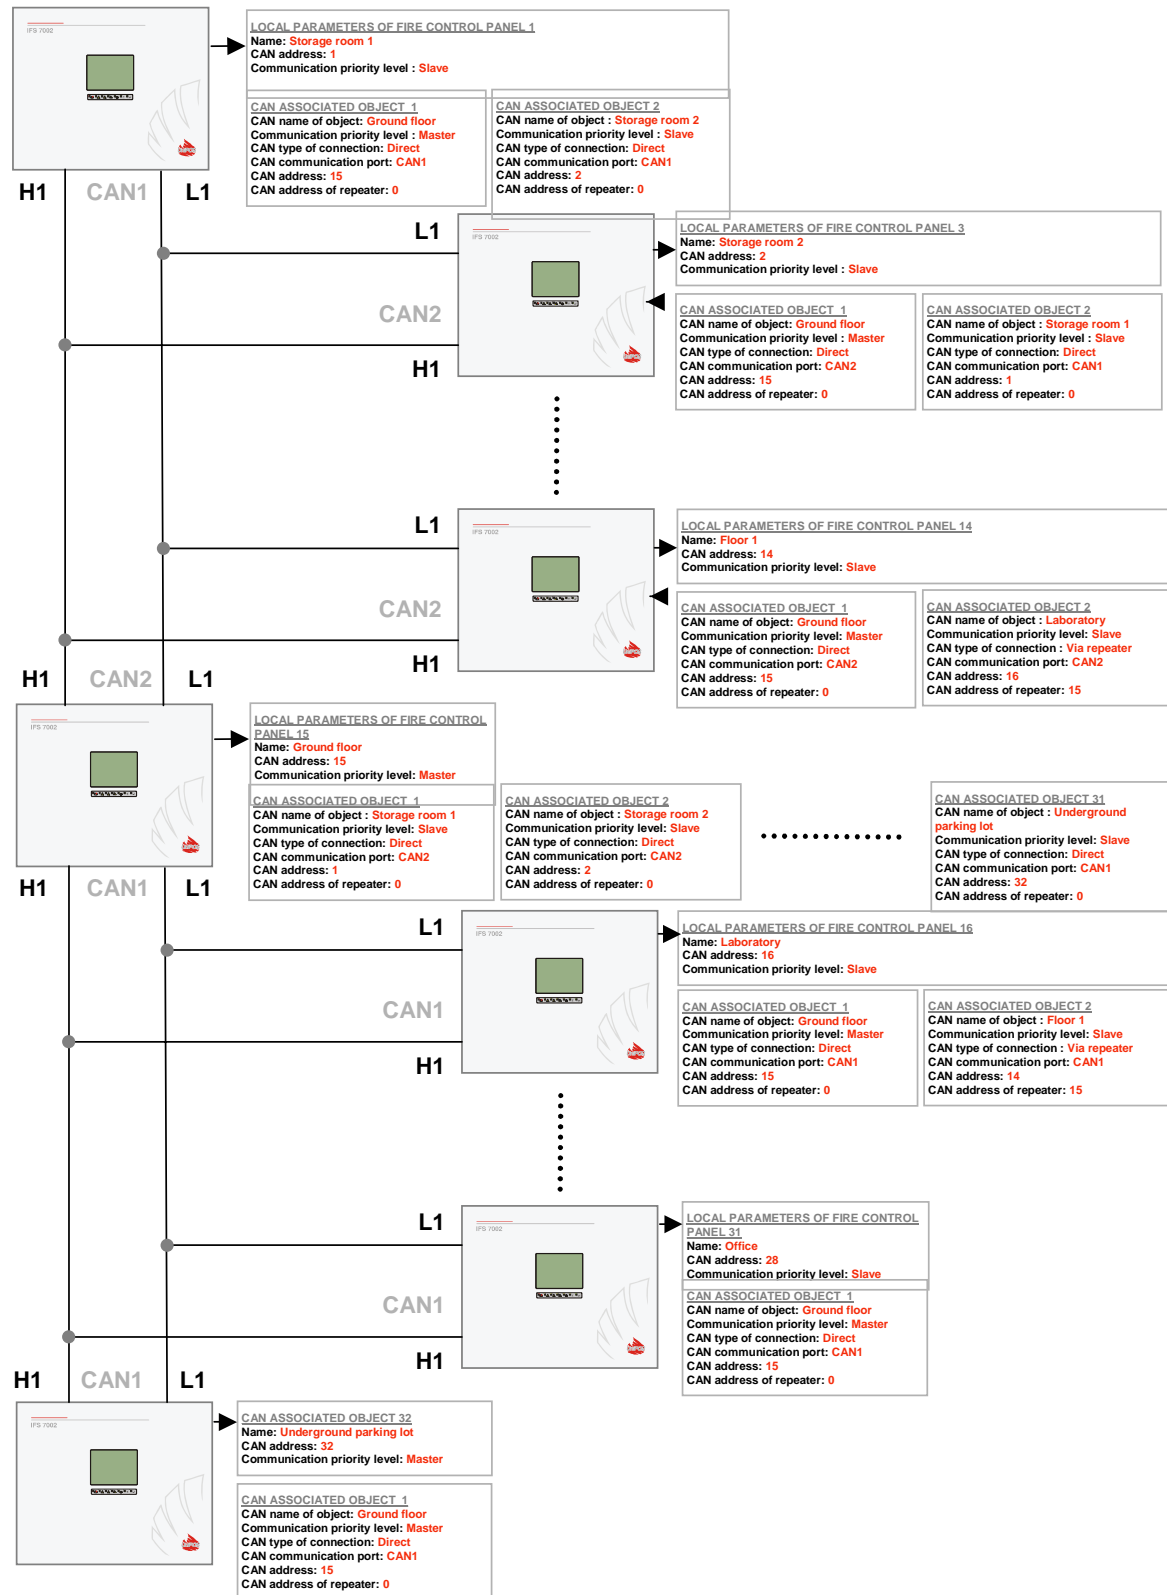 IFS 7002
LOCAL PARAMETERS OF FIRE CONTROL PANEL 1
Name: Storage room 1
CAN address: 1
Communication priority level : Slave
CAN ASSOCIATED OBJECT 1
CAN name of object: Ground floor
Communication priority level : Master
CAN type of connection: Direct
CAN communication port: CAN1
CAN address: 15
CAN address of repeater: 0
CAN ASSOCIATED OBJECT 2
CAN name of object : Storage room 2
Communication priority level : Slave
CAN type of connection: Direct
CAN communication port: CAN1
CAN address: 2
CAN address of repeater: 0
H1 CAN1 L1
L1
CAN2
H1
IFS 7002
LOCAL PARAMETERS OF FIRE CONTROL PANEL 3
Name: Storage room 2
CAN address: 2
Communication priority level : Slave
CAN ASSOCIATED OBJECT 1
CAN name of object: Ground floor
Communication priority level : Master
CAN type of connection: Direct
CAN communication port: CAN2
CAN address: 15
CAN address of repeater: 0
CAN ASSOCIATED OBJECT 2
CAN name of object : Storage room 1
Communication priority level : Slave
CAN type of connection: Direct
CAN communication port: CAN1
CAN address: 1
CAN address of repeater: 0
L1
CAN2
H1
IFS 7002
LOCAL PARAMETERS OF FIRE CONTROL PANEL 14
Name: Floor 1
CAN address: 14
Communication priority level: Slave
CAN ASSOCIATED OBJECT 1
CAN name of object: Ground floor
Communication priority level: Master
CAN type of connection: Direct
CAN communication port: CAN2
CAN address: 15
CAN address of repeater: 0
CAN ASSOCIATED OBJECT 2
CAN name of object : Laboratory
Communication priority level: Slave
CAN type of connection : Via repeater
CAN communication port: CAN2
CAN address: 16
CAN address of repeater: 15
H1 CAN2 L1
IFS 7002
LOCAL PARAMETERS OF FIRE CONTROL
PANEL 15
Name: Ground floor
CAN address: 15
Communication priority level: Master
CAN ASSOCIATED OBJECT 1
CAN name of object : Storage room 1
Communication priority level: Slave
CAN type of connection: Direct
CAN communication port: CAN2
CAN address: 1
CAN address of repeater: 0
CAN ASSOCIATED OBJECT 2
CAN name of object : Storage room 2
Communication priority level: Slave
CAN type of connection: Direct
CAN communication port: CAN2
CAN address: 2
CAN address of repeater: 0
CAN ASSOCIATED OBJECT 31
CAN name of object : Underground
parking lot
Communication priority level: Slave
CAN type of connection: Direct
CAN communication port: CAN1
CAN address: 32
CAN address of repeater: 0
H1 CAN1 L1
L1
CAN1
H1
IFS 7002
LOCAL PARAMETERS OF FIRE CONTROL PANEL 16
Name: Laboratory
CAN address: 16
Communication priority level: Slave
CAN ASSOCIATED OBJECT 1
CAN name of object: Ground floor
Communication priority level: Master
CAN type of connection: Direct
CAN communication port: CAN1
CAN address: 15
CAN address of repeater: 0
CAN ASSOCIATED OBJECT 2
CAN name of object : Floor 1
Communication priority level: Slave
CAN type of connection : Via repeater
CAN communication port: CAN1
CAN address: 14
CAN address of repeater: 15
L1
CAN1
H1
IFS 7002
LOCAL PARAMETERS OF FIRE CONTROL
PANEL 31
Name: Office
CAN address: 28
Communication priority level: Slave
CAN ASSOCIATED OBJECT 1
CAN name of object: Ground floor
Communication priority level: Master
CAN type of connection: Direct
CAN communication port: CAN1
CAN address: 15
CAN address of repeater: 0
H1 CAN1 L1
IFS 7002
CAN ASSOCIATED OBJECT 32
Name: Underground parking lot
CAN address: 32
Communication priority level: Master
CAN ASSOCIATED OBJECT 1
CAN name of object: Ground floor
Communication priority level: Master
CAN type of connection: Direct
CAN communication port: CAN1
CAN address: 15
CAN address of repeater: 0